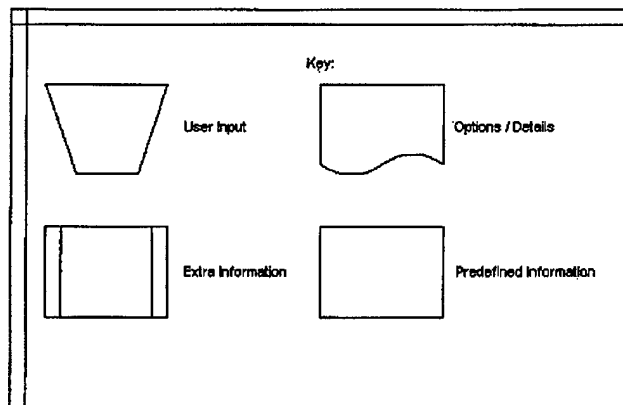 Key:
User Input
Options / Details
Extra Information
Predefined Information